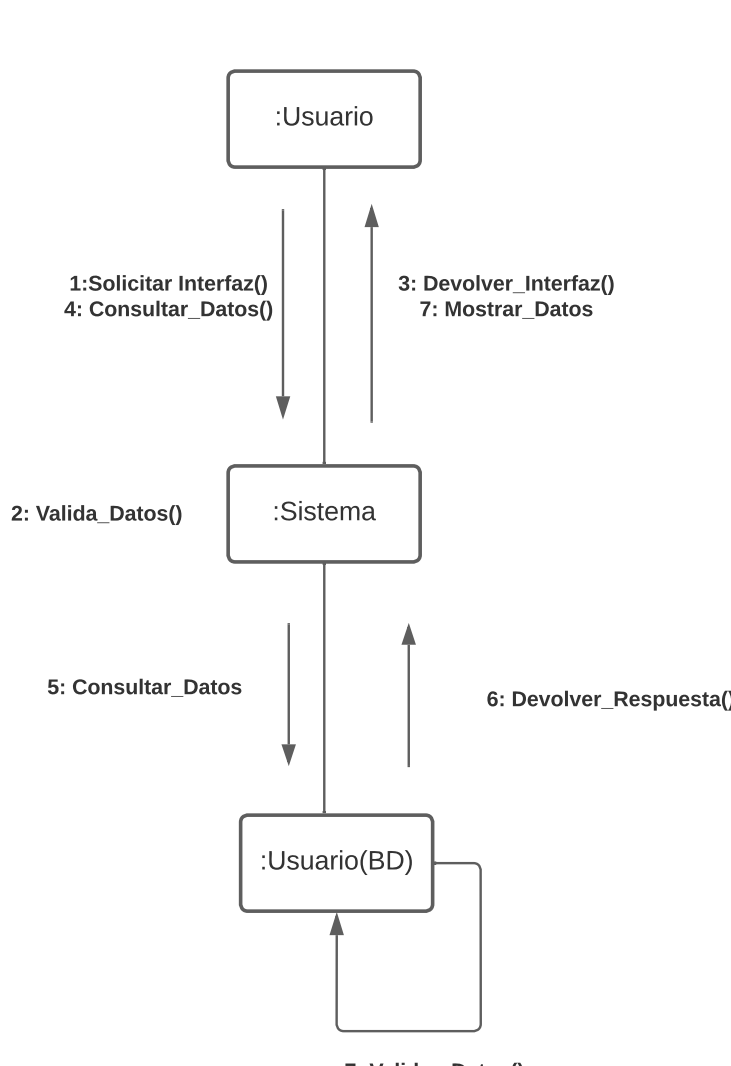 :Usuario
1:Solicitar Interfaz()
4: Consultar_Datos()
3: Devolver_Interfaz()
7: Mostrar_Datos
2: Valida_Datos()
:Sistema
5: Consultar_Datos
6: Devolver_Respuesta()
:Usuario(BD)